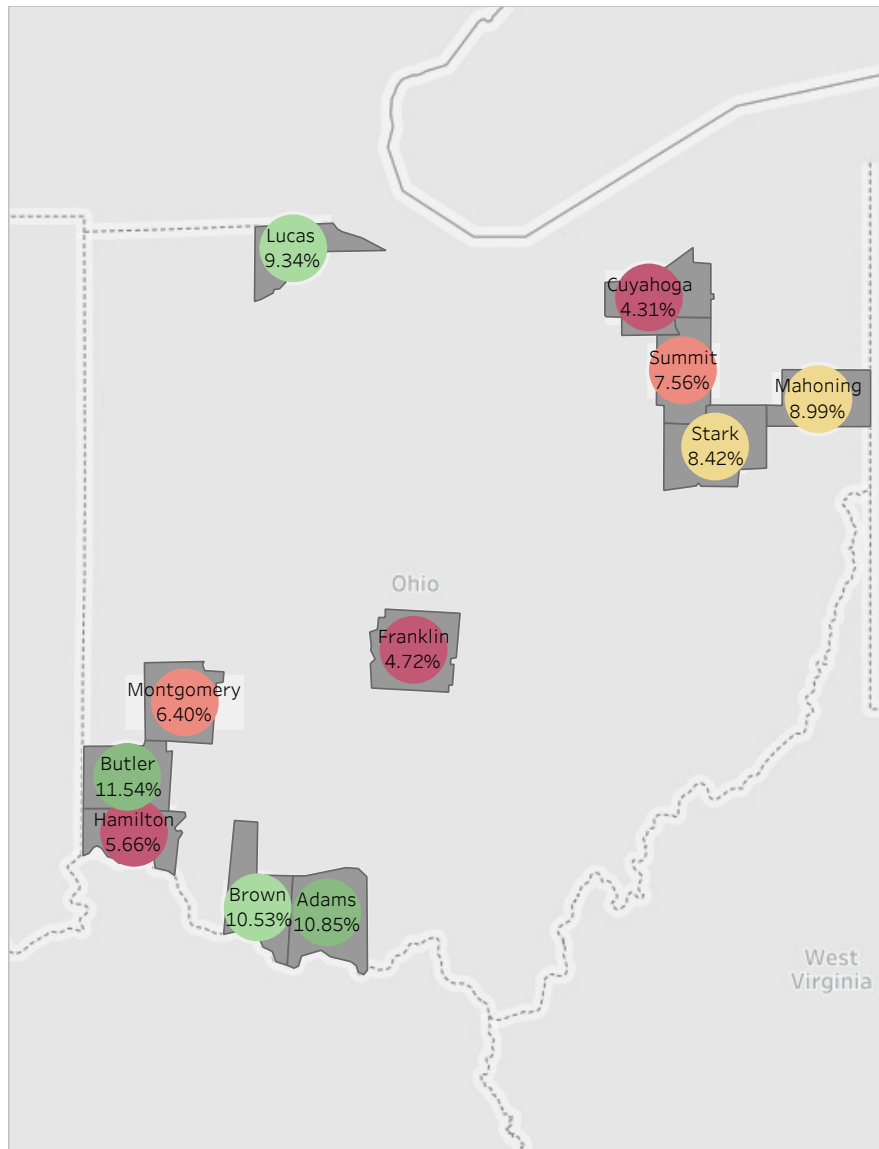 Lucas
9.34%
Cuyahoga
4.31%
Summit
7.56%
Mahoning
8.99%
Stark
8.42%
Ohio
Franklin
4.72%
Montgomery
6.40%
Butler
11.54%
Hamilton
5.66%
Brown
10.53%
Adams
10.85%
West
Virginia